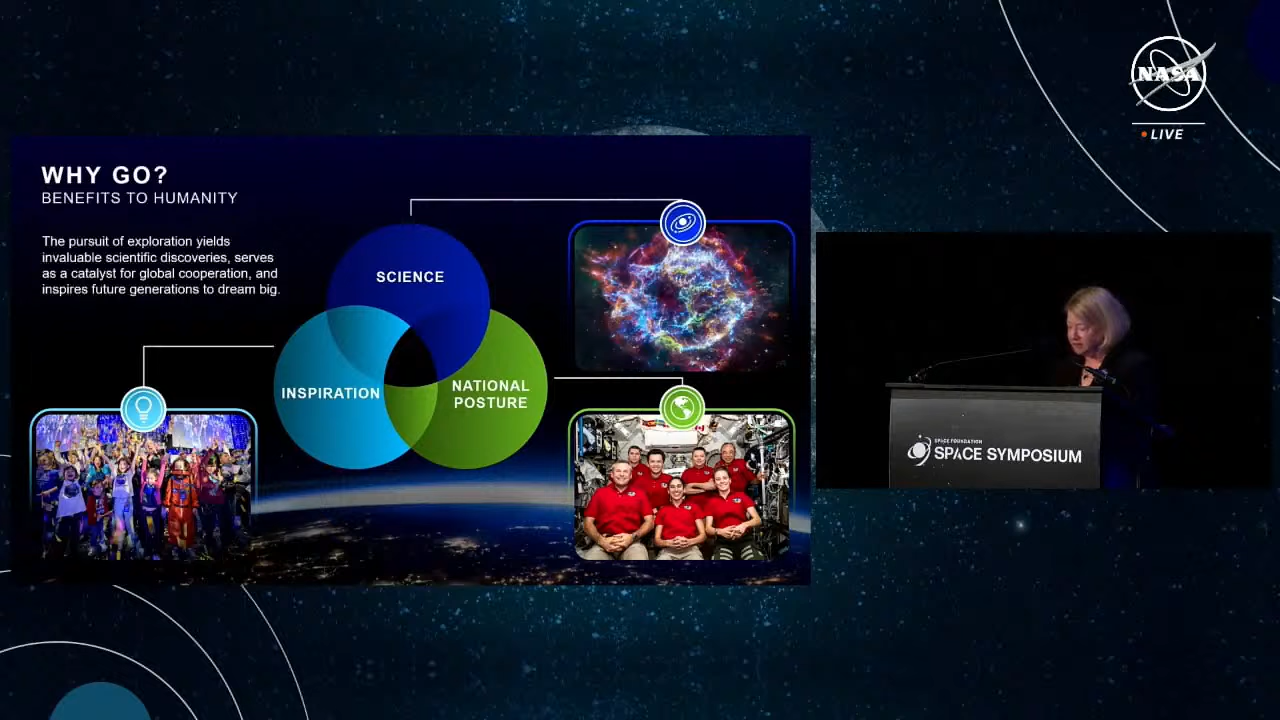 NASA
LIVE
WHY GO?
BENEFITS TO HUMANITY
The pursuit of exploration yields
invaluable scientific discoveries, serves
as a catalyst for global cooperation, and
inspires future generations to dream big.
SCIENCE
INSPIRATION
NATIONAL
POSTURE
SPACE FOUNDATION
SPACE SYMPOSIUM